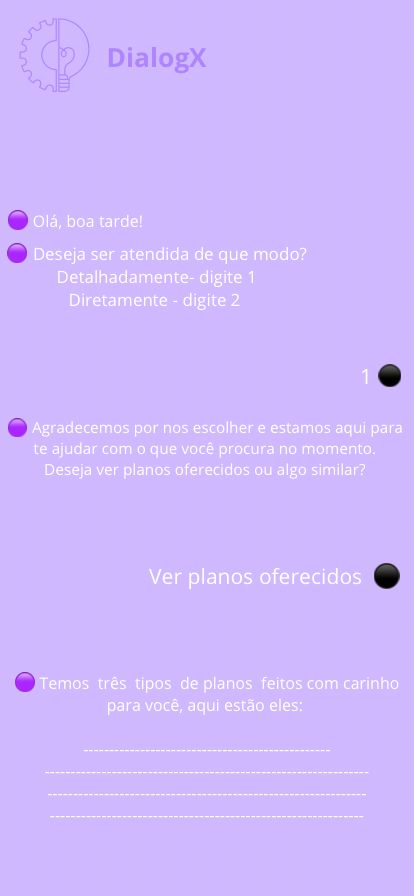 DialogX
Olá, boa tarde!
Deseja ser atendida de que modo?
Detalhadamente- digite 1
Diretamente - digite 2
1
Agradecemos por nos escolher e estamos aqui para
te ajudar com o que você procura no momento.
Deseja ver planos oferecidos ou algo similar?
Ver planos oferecidos
Temos três tipos de planos feitos com carinho
para você, aqui estão eles:
------------------------------------------------
---------------------------------------------------------------
--------------------------------------------------------------
-------------------------------------------------------------